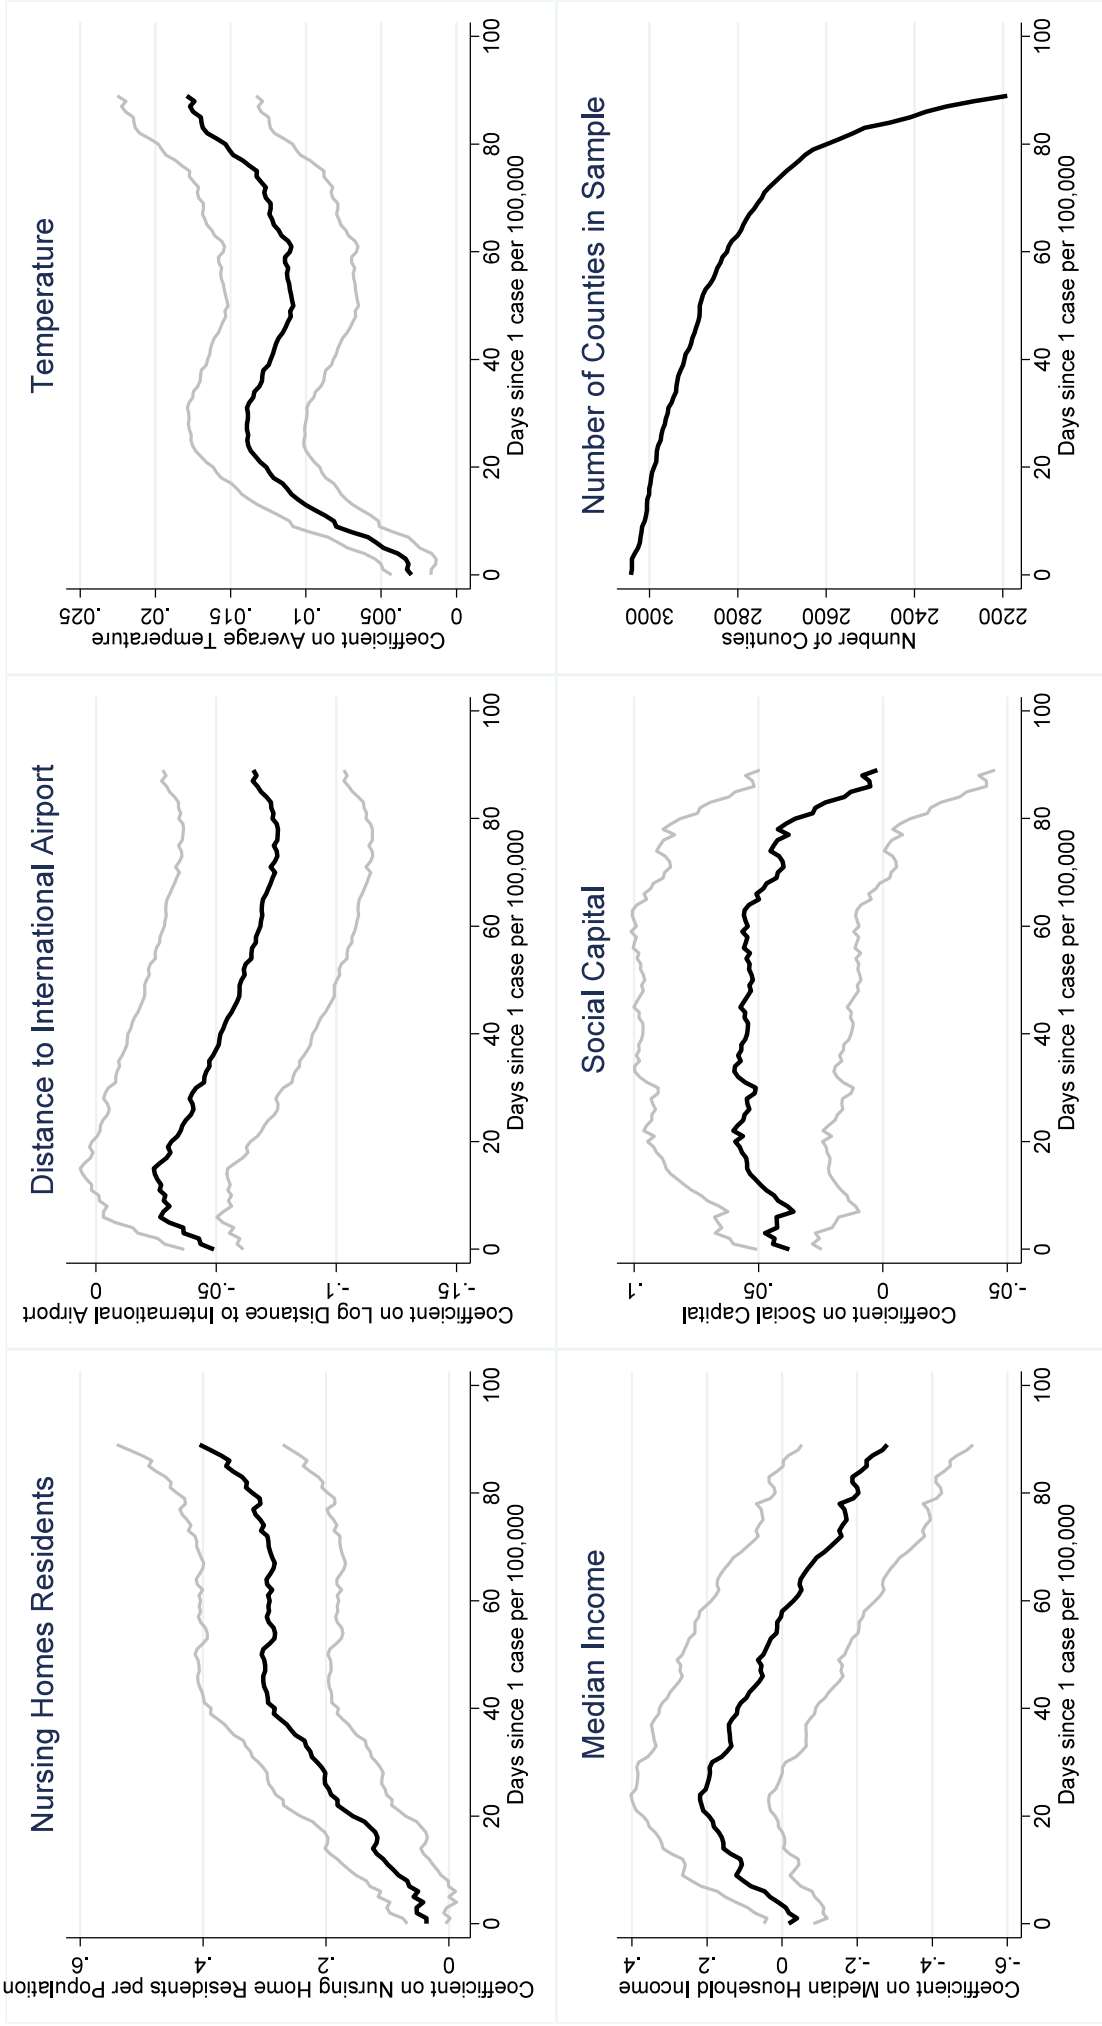 Nursing Homes Residents
Coefficient on Nursing Home Residents per Population
.6
.4
.2
0
0 20 40 60 80 100
Days since 1 case per 100,000
Distance to International Airport
Coefficient on Log Distance to International Airport
0
-.05
-.1
-.15
0 20 40 60 80 100
Days since 1 case per 100,000
Temperature
Coefficient on Average Temperature
.025
.02
.015
.01
.005
0
0 20 40 60 80 100
Days since 1 case per 100,000
Median Income
Coefficient on Median Household Income
.4
.2
0
-.2
-.4
-.6
0 20 40 60 80 100
Days since 1 case per 100,000
Social Capital
Coefficient on Social Capital
.1
.05
0
-.05
0 20 40 60 80 100
Days since 1 case per 100,000
Number of Counties in Sample
Number of Counties
3000
2800
2600
2400
2200
0 20 40 60 80 100
Days since 1 case per 100,000